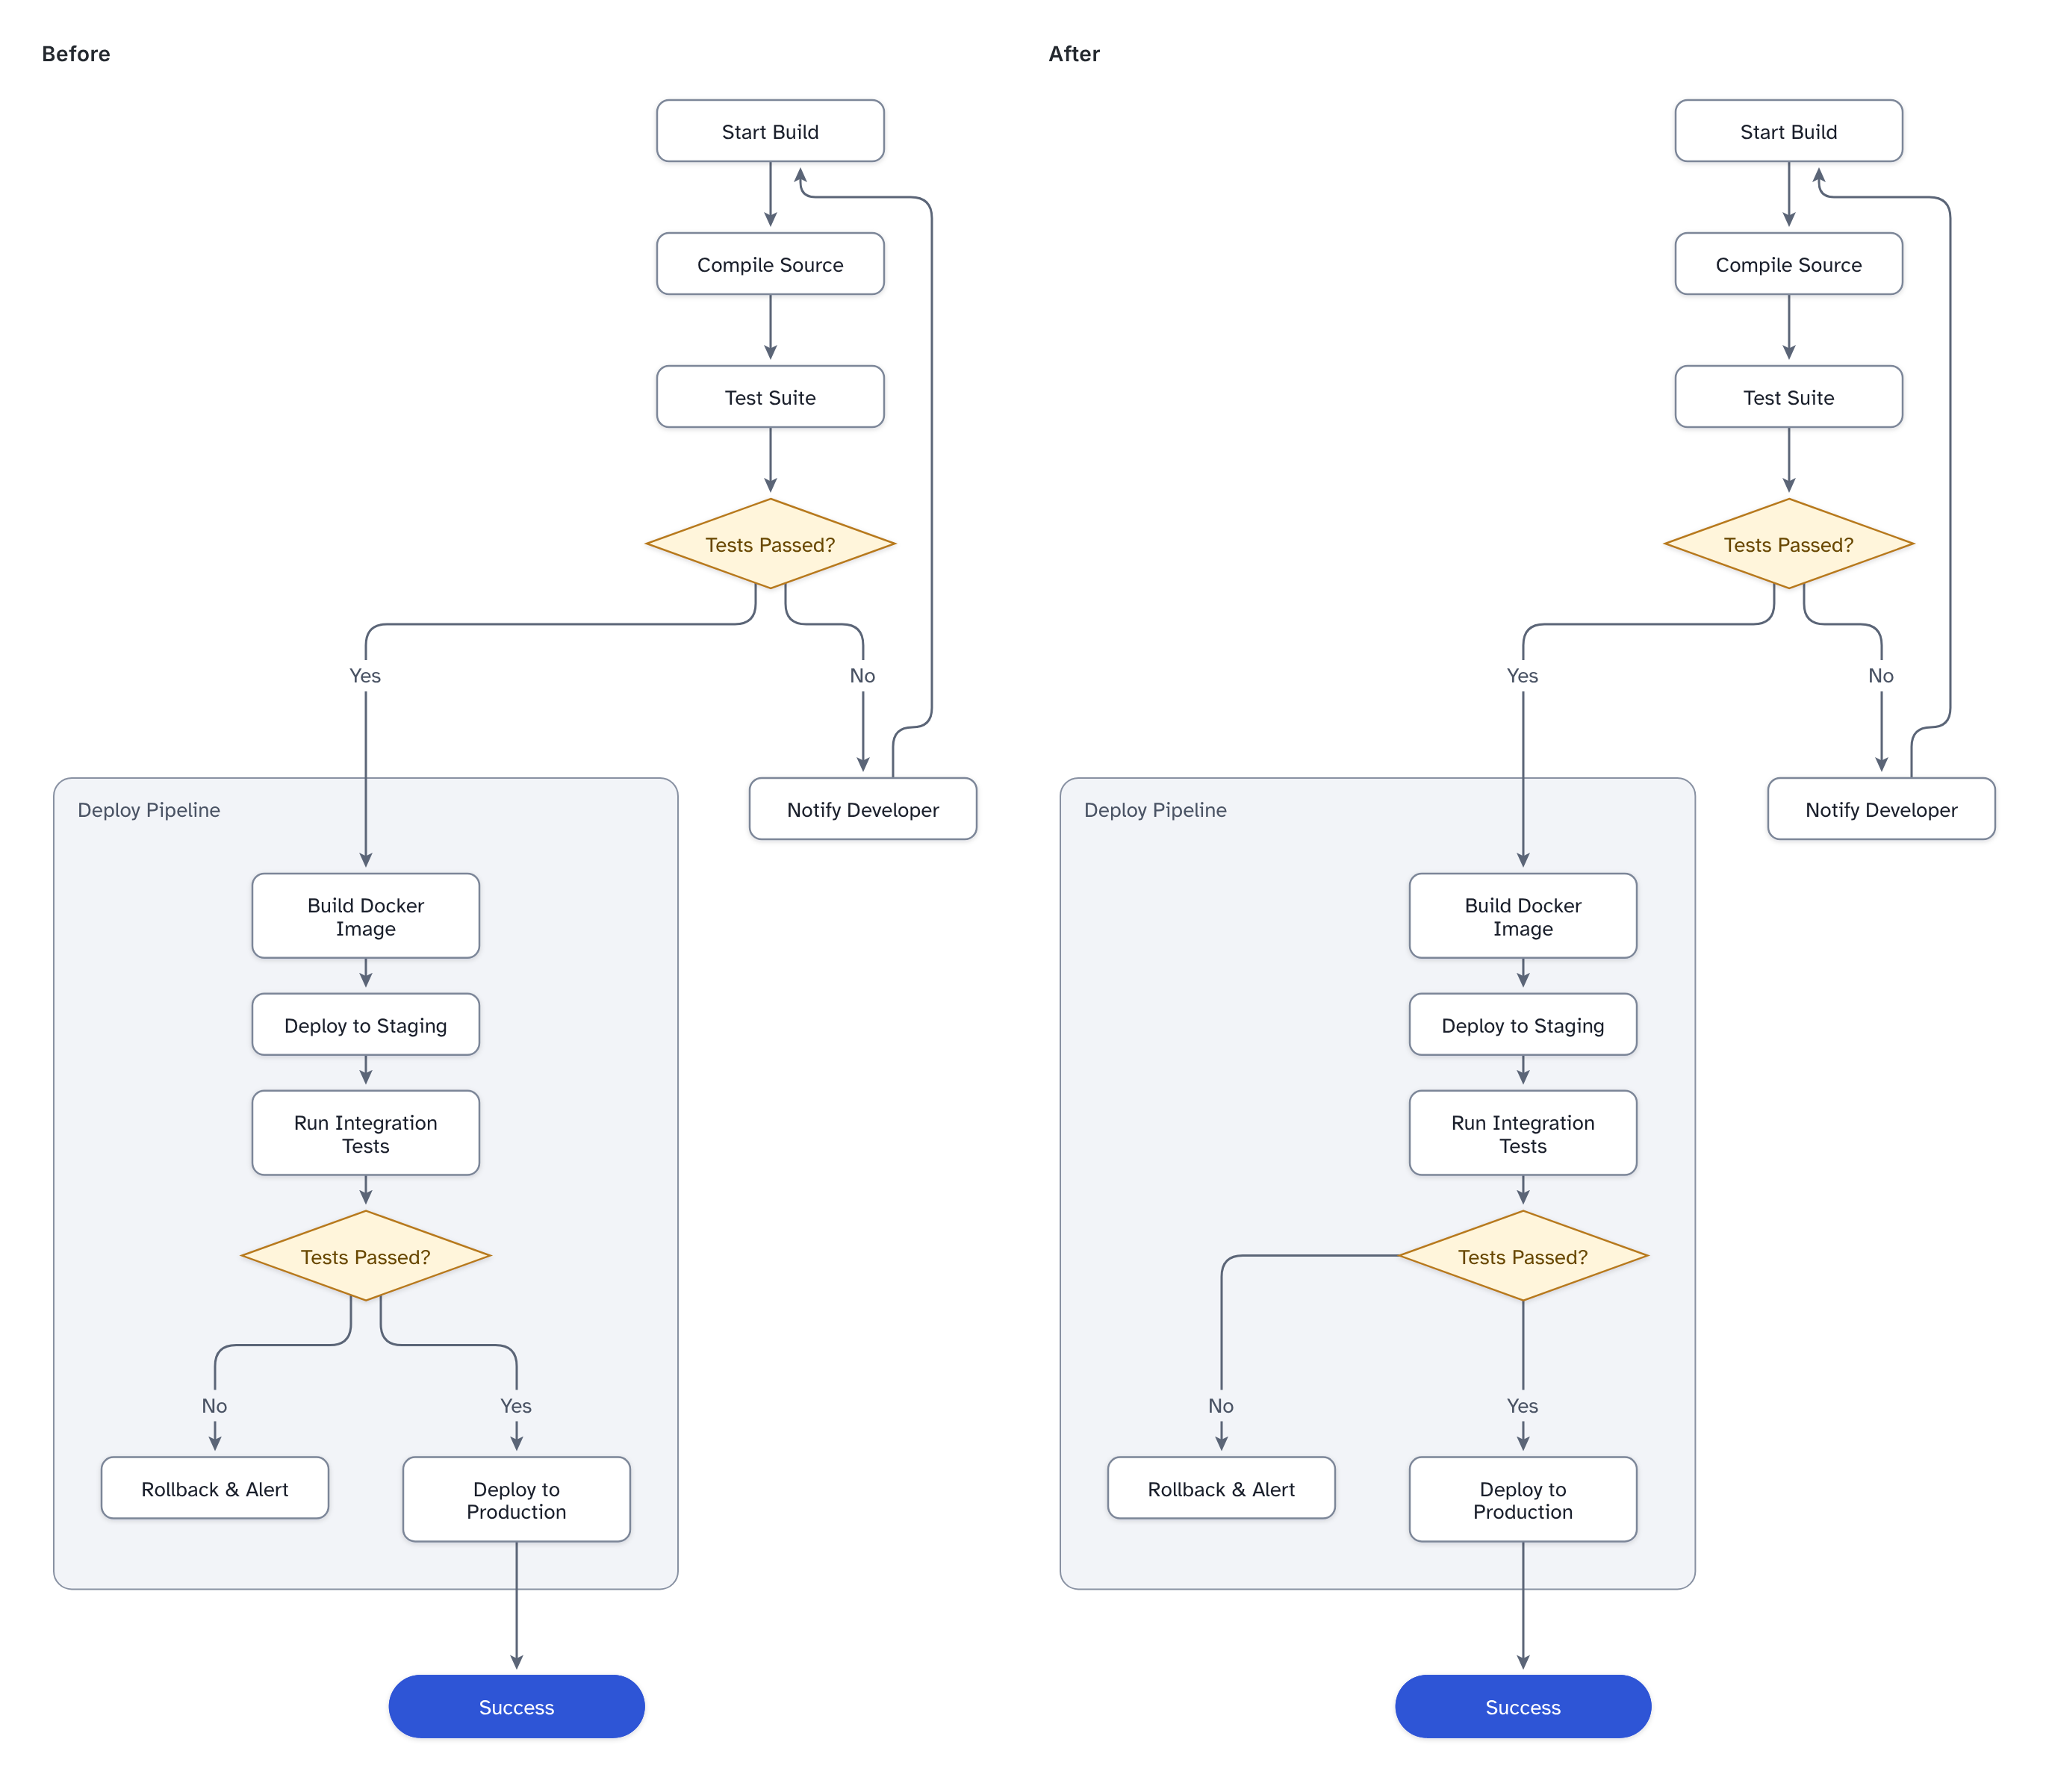 Before
Start Build
Compile Source
Test Suite
Tests Passed?
Yes
No
Notify Developer
Deploy Pipeline
Build Docker
Image
Deploy to Staging
Run Integration
Tests
Tests Passed?
No
Yes
Rollback & Alert
Deploy to
Production
Success
After
Start Build
Compile Source
Test Suite
Tests Passed?
Yes
No
Notify Developer
Deploy Pipeline
Build Docker
Image
Deploy to Staging
Run Integration
Tests
Tests Passed?
No
Yes
Rollback & Alert
Deploy to
Production
Success